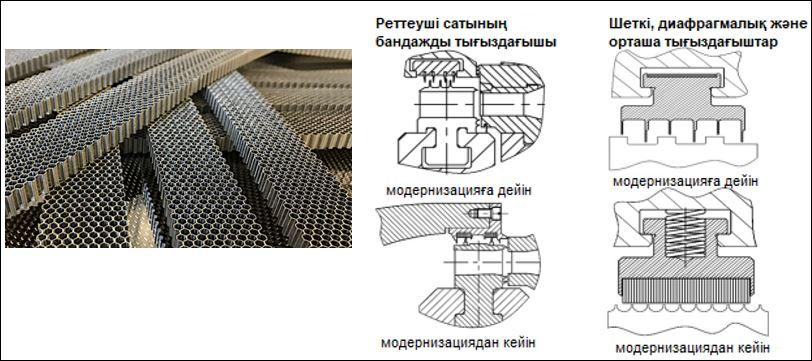 Реттеуші сатының
бандажды тығыздағышы
модернизацияға дейін
модернизациядан кейін
Шеткі, диафрагмалық және
орташа тығыздағыштар
модернизацияға дейін
модернизациядан кейін